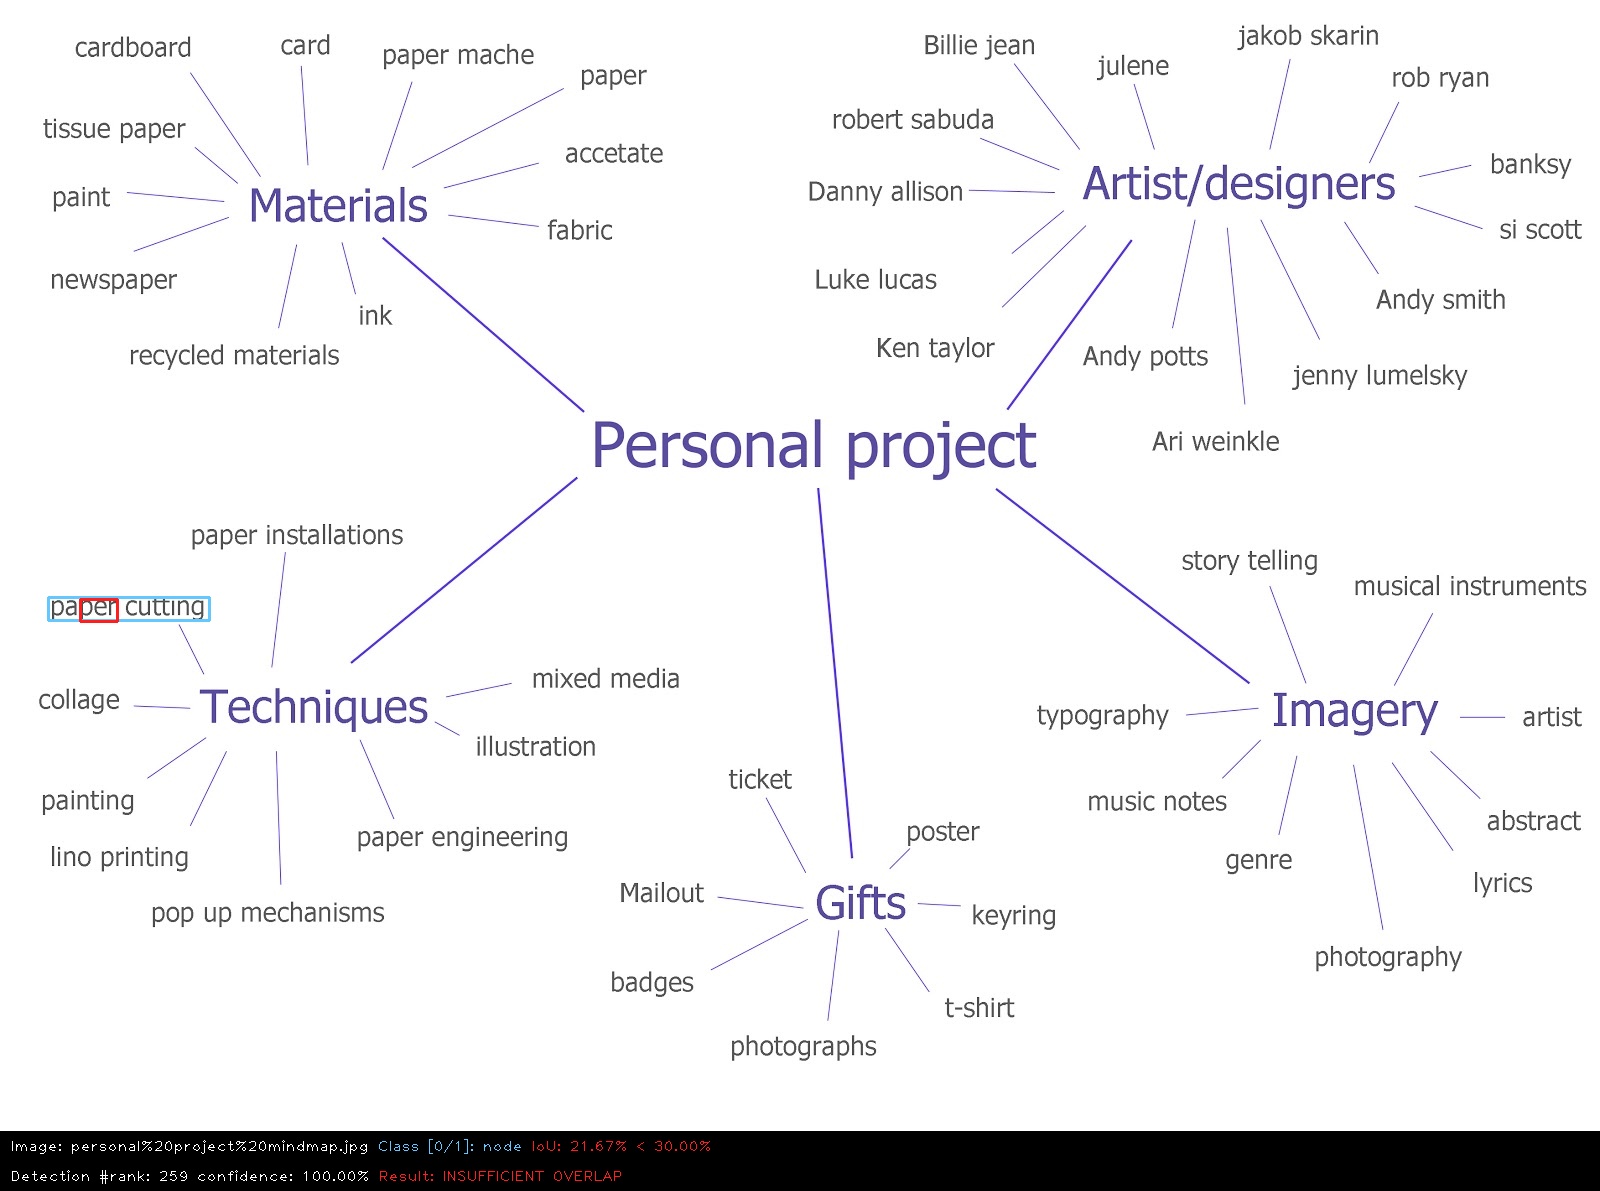 cardboard
card
paper mache
paper
tissue paper
accetate
paint
Materials
fabric
newspaper
ink
recycled materials
Billie jean
julene
jakob skarin
rob ryan
robert sabuda
banksy
Danny allison
Artist/designers
si scott
Luke lucas
Andy smith
Ken taylor
Andy potts
jenny lumelsky
Ari weinkle
Personal project
paper installations
paper cutting
collage
Techniques
mixed media
illustration
painting
lino printing
paper engineering
pop up mechanisms
ticket
poster
Mailout
Gifts
keyring
badges
t-shirt
photographs
story telling
musical instruments
typography
Imagery
artist
music notes
abstract
genre
lyrics
photography
Image: personal%20project%20mindmap.jpg Class [0/1]: node IoU: 21.67% < 30.00%
Detection #rank: 259 confidence: 100.00% Result: INSUFFICIENT OVERLAP